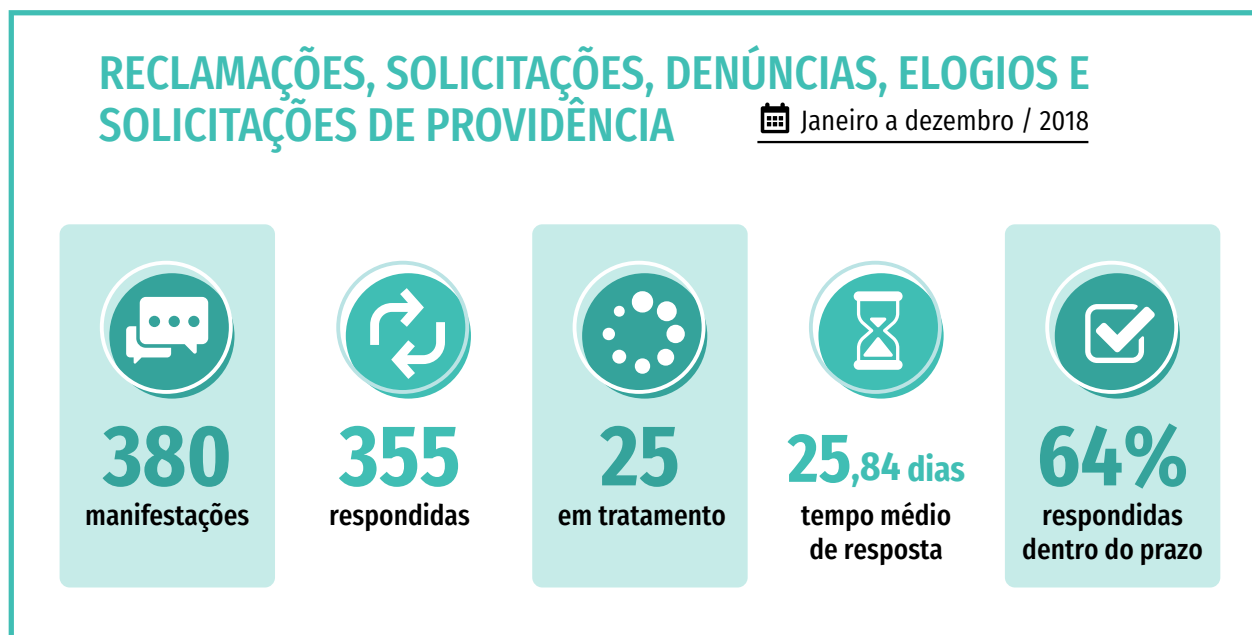 RECLAMAÇÕES, SOLICITAÇÕES, DENÚNCIAS, ELOGIOS E
SOLICITAÇÕES DE PROVIDÊNCIA
Janeiro a dezembro / 2018
380
manifestações
355
respondidas
25
em tratamento
25,84 dias
tempo médio
de resposta
64%
respondidas
dentro do prazo